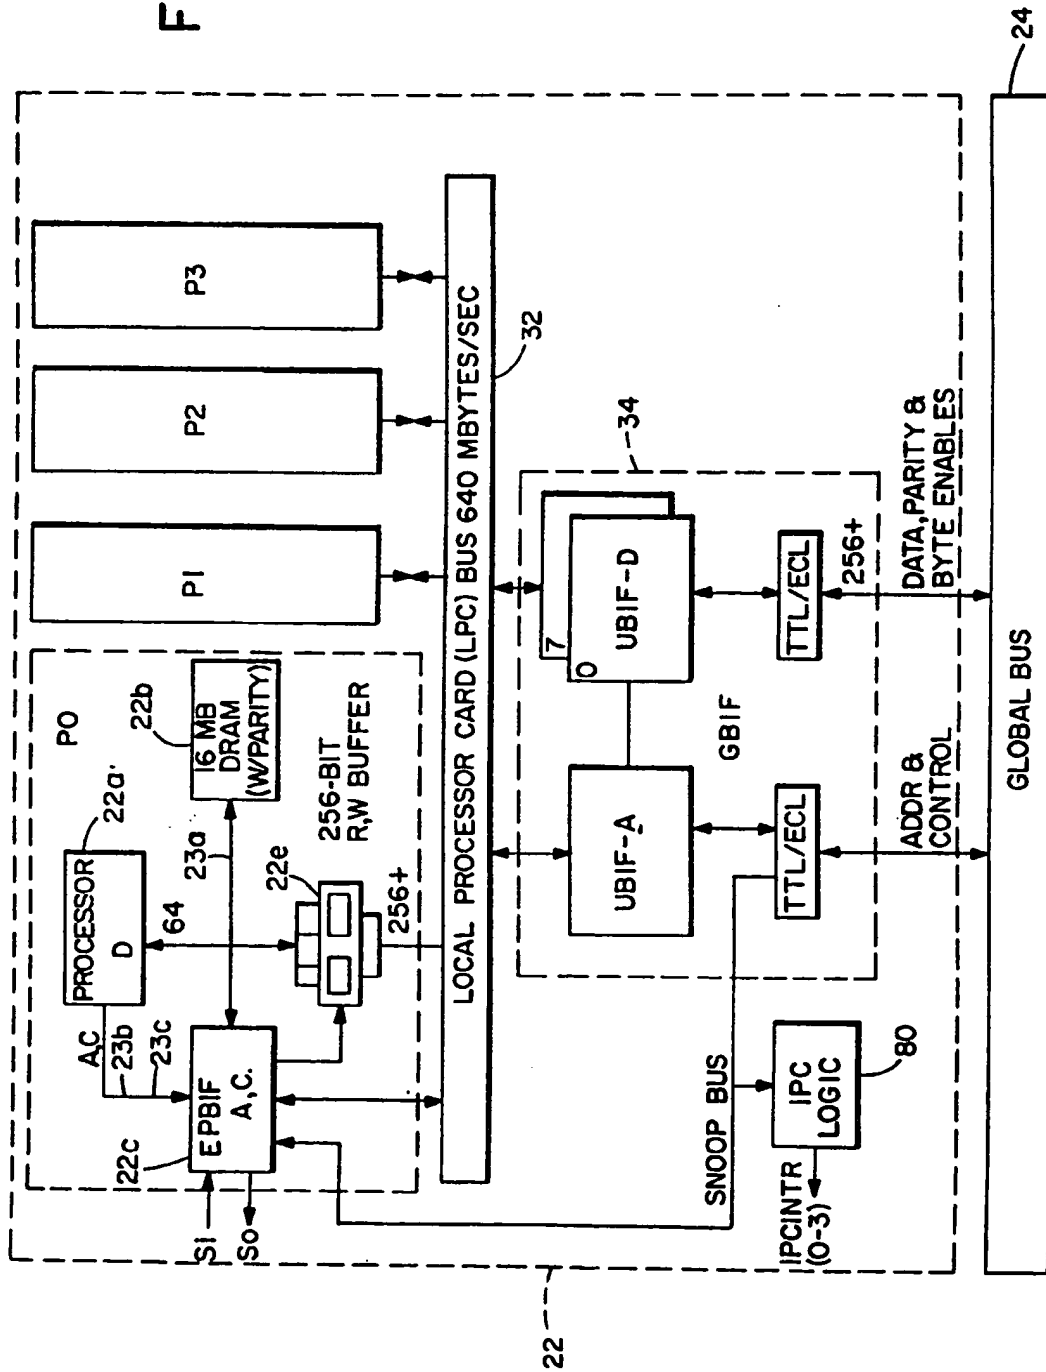 F
PO
PROCESSOR
D
22a'
16 MB
DRAM
(W/PARITY)
22b
A,C
23b
23c
64
23a
22e
256-BIT
R,W BUFFER
EPBIF
A,C.
22c
SI
SO
256+
P1
P2
P3
LOCAL PROCESSOR CARD (LPC) BUS 640 MBYTES/SEC
32
34
UBIF-A
7
0
UBIF-D
GBIF
TTL/ECL
TTL/ECL
256+
SNOOP BUS
IPC
LOGIC
80
IPCINTR
(0-3)
ADDR &
CONTROL
DATA, PARITY &
BYTE ENABLES
22
GLOBAL BUS
24